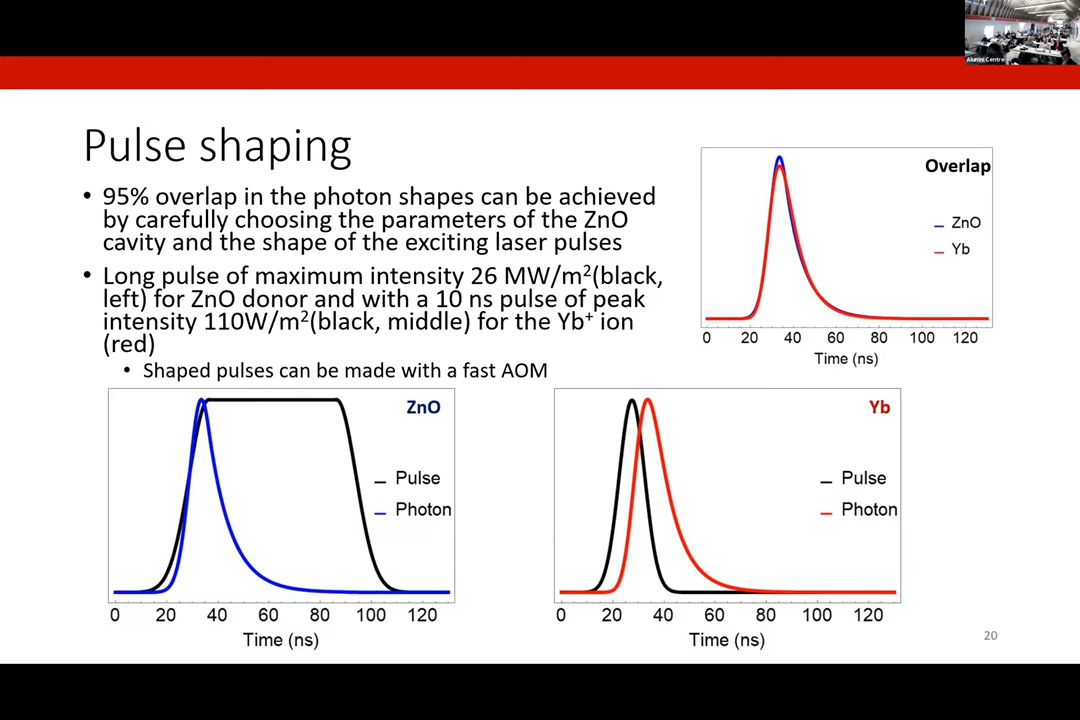 Alumni Centre
Pulse shaping
• 95% overlap in the photon shapes can be achieved
by carefully choosing the parameters of the ZnO
cavity and the shape of the exciting laser pulses
• Long pulse of maximum intensity 26 MW/m²(black,
left) for ZnO donor and with a 10 ns pulse of peak
intensity 110W/m²(black, middle) for the Yb⁺ ion
(red)
• Shaped pulses can be made with a fast AOM
Overlap
ZnO
Yb
0 20 40 60 80 100 120
Time (ns)
ZnO
Pulse
Photon
0 20 40 60 80 100 120
Time (ns)
Yb
Pulse
Photon
0 20 40 60 80 100 120
Time (ns)
20